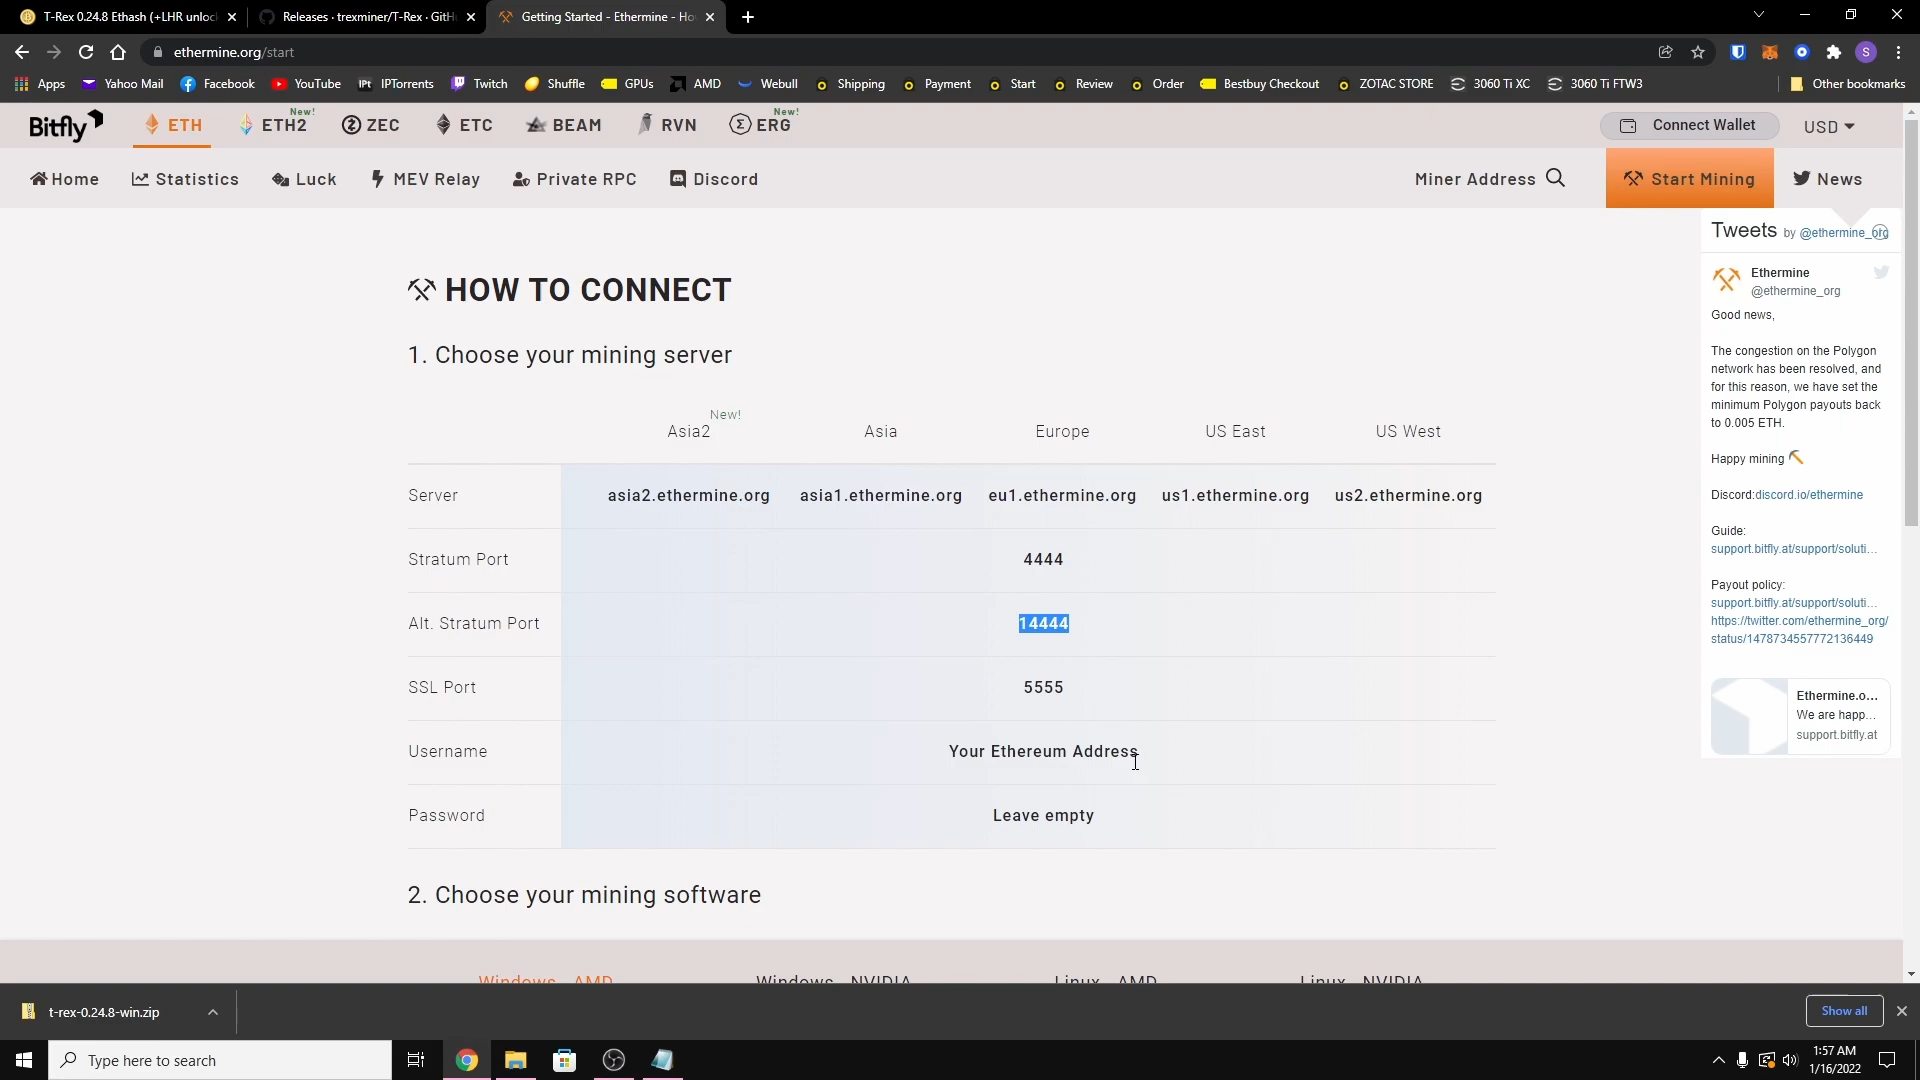 T-Rex 0.24.8 Ethash (+LHR unlock
Releases · trexminer/T-Rex · GitH
Getting Started - Ethermine - Ho
ethermine.org/start
Apps
Yahoo Mail
Facebook
YouTube
IPT IPTorrents
Twitch
Shuffle
GPUs
AMD
Webull
Shipping
Payment
Start
Review
Order
Bestbuy Checkout
ZOTAC STORE
3060 Ti XC
3060 Ti FTW3
Other bookmarks
S
Bitfly
ETH
ETH2 New!
ZEC
ETC
BEAM
RVN
ERG New!
Connect Wallet
USD
Home
Statistics
Luck
MEV Relay
Private RPC
Discord
Miner Address
Start Mining
News
HOW TO CONNECT
1. Choose your mining server
New!
Asia2 Asia Europe US East US West
Server asia2.ethermine.org asia1.ethermine.org eu1.ethermine.org us1.ethermine.org us2.ethermine.org
Stratum Port 4444
Alt. Stratum Port 14444
SSL Port 5555
Username Your Ethereum Address
Password Leave empty
2. Choose your mining software
Windows - AMD Windows - NVIDIA Linux - AMD Linux - NVIDIA
Tweets by @ethermine_org
Ethermine
@ethermine_org
Good news,
The congestion on the Polygon
network has been resolved, and
for this reason, we have set the
minimum Polygon payouts back
to 0.005 ETH.
Happy mining
Discord:discord.io/ethermine
Guide:
support.bitfly.at/support/soluti...
Payout policy:
support.bitfly.at/support/soluti...
https://twitter.com/ethermine_org/
status/1478734557772136449
Ethermine.o...
We are happ...
support.bitfly.at
t-rex-0.24.8-win.zip
Show all
Type here to search
1:57 AM
1/16/2022